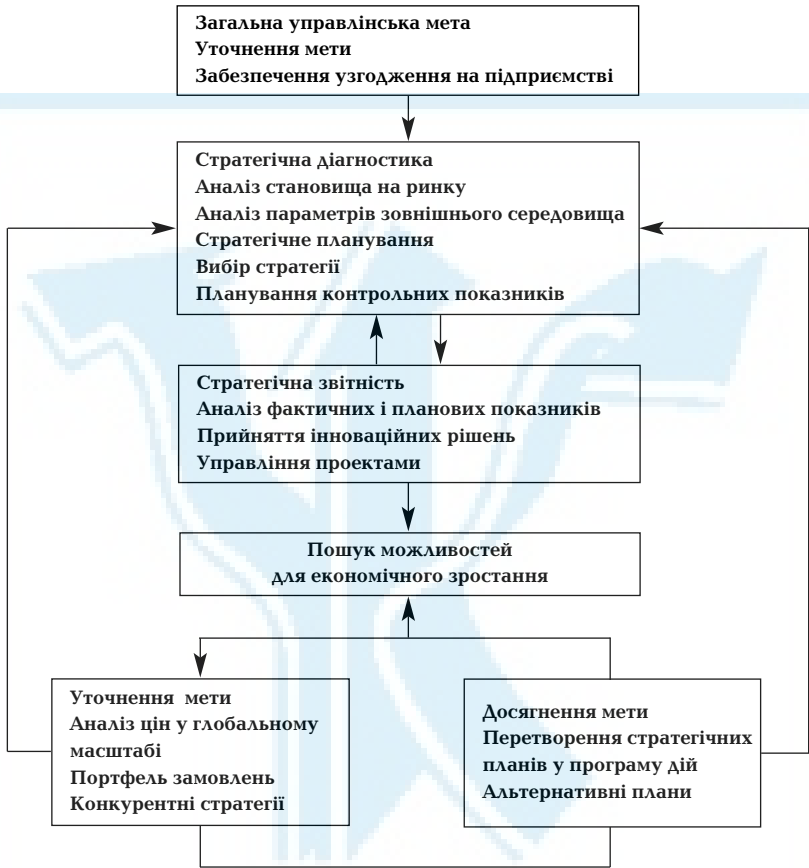 Загальна управлінська мета
Уточнення мети
Забезпечення узгодження на підприємстві
Стратегічна діагностика
Аналіз становища на ринку
Аналіз параметрів зовнішнього середовища
Стратегічне планування
Вибір стратегії
Планування контрольних показників
Стратегічна звітність
Аналіз фактичних і планових показників
Прийняття інноваційних рішень
Управління проектами
Пошук можливостей
для економічного зростання
Уточнення мети
Аналіз цін у глобальному
масштабі
Портфель замовлень
Конкурентні стратегії
Досягнення мети
Перетворення стратегічних
планів у програму дій
Альтернативні плани